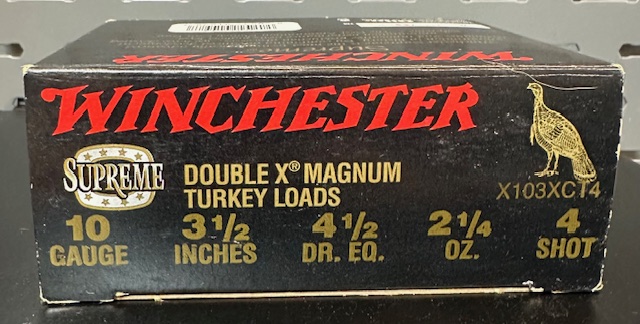 WINCHESTER
WINCHESTER
SUPREME
DOUBLE X® MAGNUM
TURKEY LOADS
X103XCT4
10 3 1/2 4 1/2 2 1/4 4
GAUGE INCHES DR. EQ. OZ. SHOT